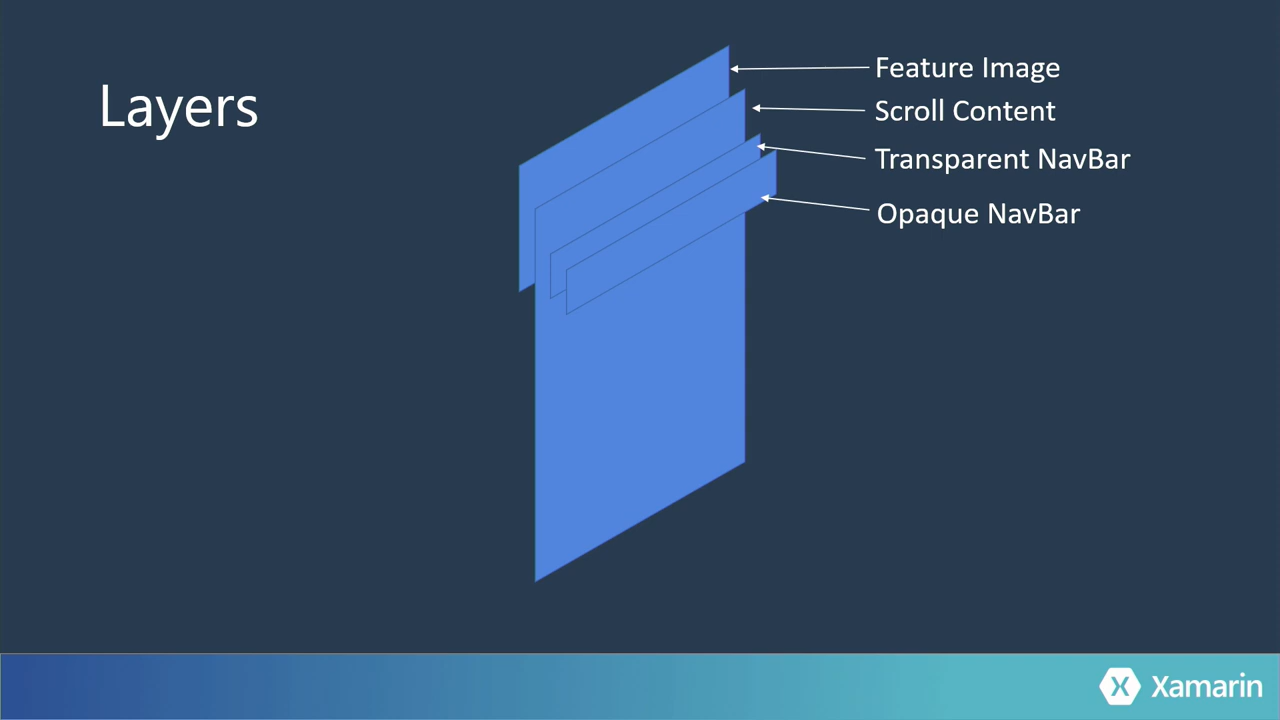 Layers
Feature Image
Scroll Content
Transparent NavBar
Opaque NavBar
Xamarin